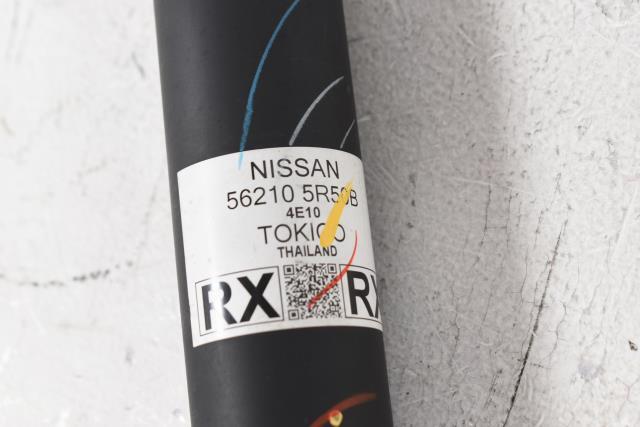 NISSAN
56210
4E10
TOKICO
THAILAND
RX RX